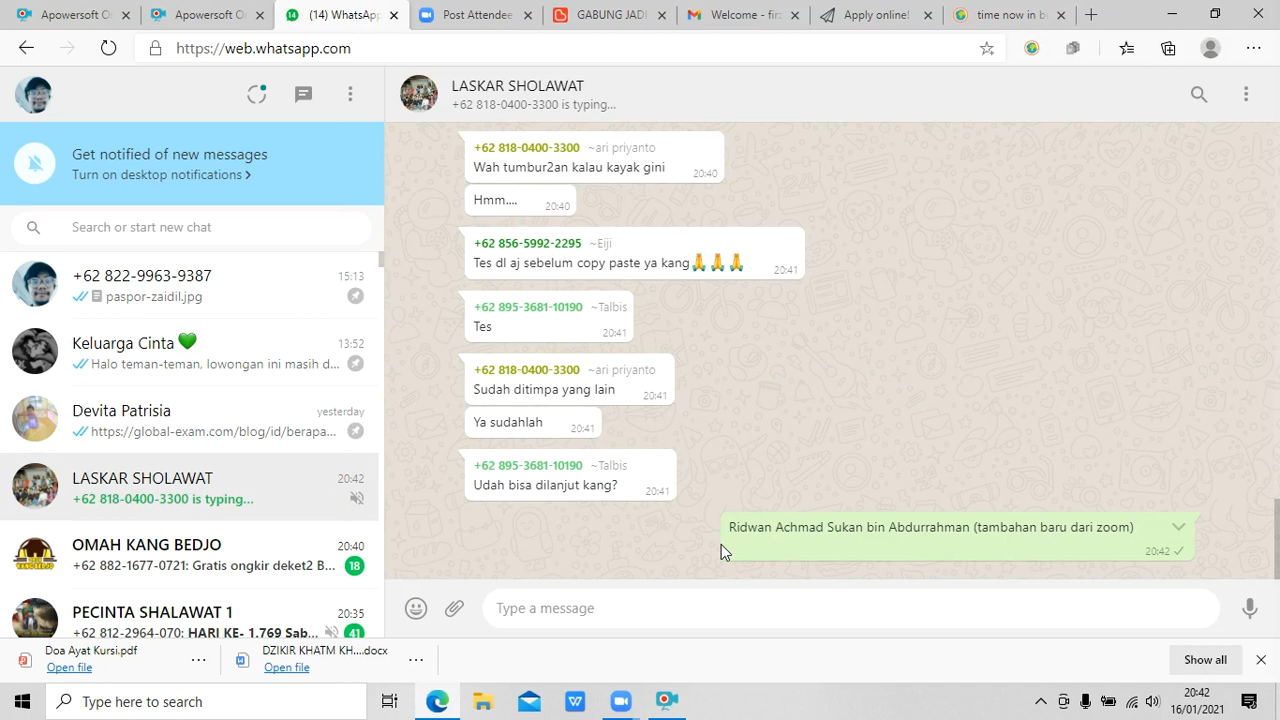 Apowersoft O
Apowersoft O
(14) WhatsApp
Post Attendee
GABUNG JADI
Welcome - fir
Apply online!
time now in b
https://web.whatsapp.com
LASKAR SHOLAWAT
+62 818-0400-3300 is typing...
Get notified of new messages
Turn on desktop notifications >
Search or start new chat
+62 822-9963-9387 15:13
paspor-zaidil.jpg
Keluarga Cinta 💚 13:52
Halo teman-teman, lowongan ini masih d...
Devita Patrisia yesterday
https://global-exam.com/blog/id/berapa...
LASKAR SHOLAWAT 20:42
+62 818-0400-3300 is typing...
OMAH KANG BEDJO 20:40
+62 882-1677-0721: Gratis ongkir deket2 B... 18
PECINTA SHALAWAT 1 20:35
+62 812-2964-070: HARI KE- 1.769 Sab... 41
+62 818-0400-3300 ~ari priyanto
Wah tumbur2an kalau kayak gini 20:40
Hmm.... 20:40
+62 856-5992-2295 ~Eiji
Tes dl aj sebelum copy paste ya kang🙏🙏🙏 20:41
+62 895-3681-10190 ~Talbis
Tes 20:41
+62 818-0400-3300 ~ari priyanto
Sudah ditimpa yang lain 20:41
Ya sudahlah 20:41
+62 895-3681-10190 ~Talbis
Udah bisa dilanjut kang? 20:41
Ridwan Achmad Sukan bin Abdurrahman (tambahan baru dari zoom)
20:42
Type a message
Doa Ayat Kursi.pdf
Open file
DZIKIR KHATM KH....docx
Open file
Show all
Type here to search
20:42
16/01/2021